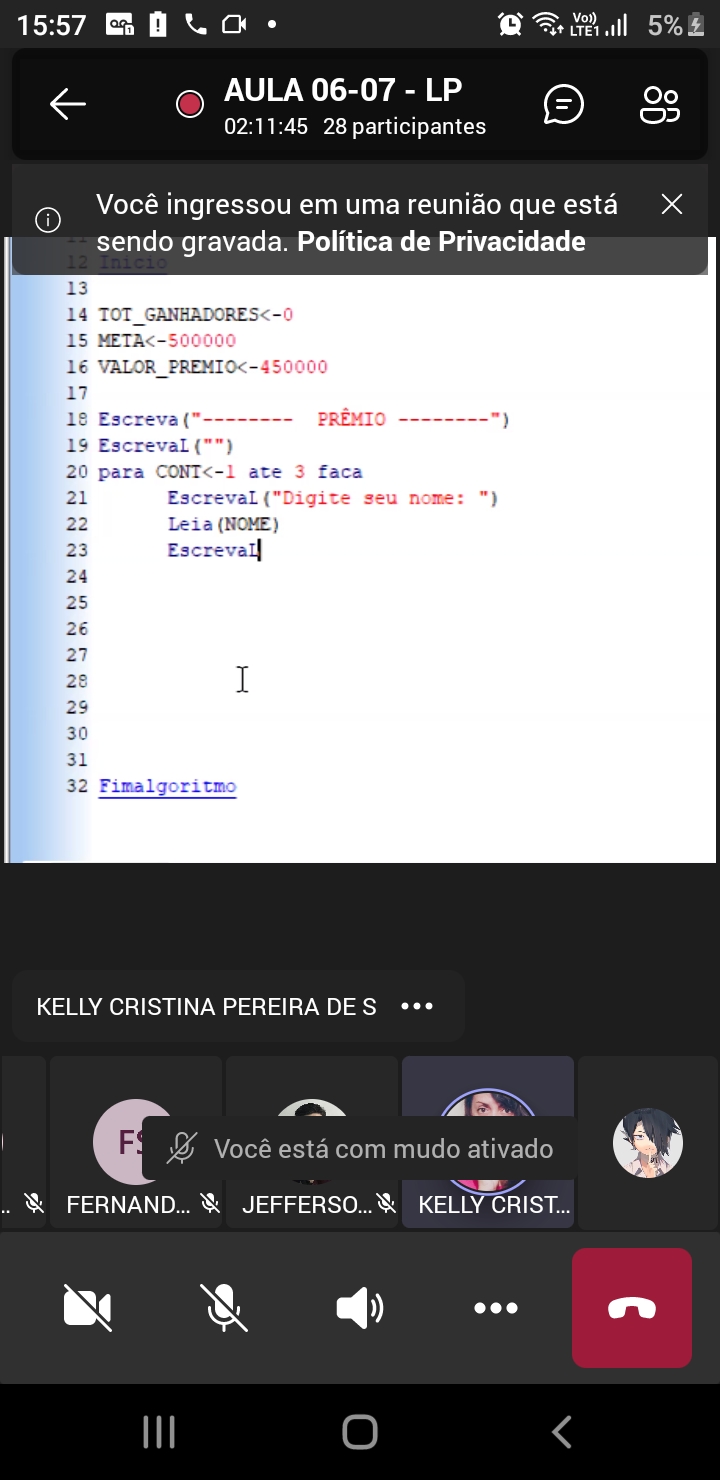 15:57
Vo)) LTE1 5%
AULA 06-07 - LP
02:11:45 28 participantes
Você ingressou em uma reunião que está
sendo gravada. Política de Privacidade
12 Inicio
13
14 TOT_GANHADORES<-0
15 META<-500000
16 VALOR_PREMIO<-450000
17
18 Escreva("-------- PRÊMIO --------")
19 EscrevaL("")
20 para CONT<-1 ate 3 faca
21 EscrevaL("Digite seu nome: ")
22 Leia(NOME)
23 EscrevaL
24
25
26
27
28
29
30
31
32 Fimalgoritmo
KELLY CRISTINA PEREIRA DE S
Você está com mudo ativado
..
FERNAND...
JEFFERSO...
KELLY CRIST...